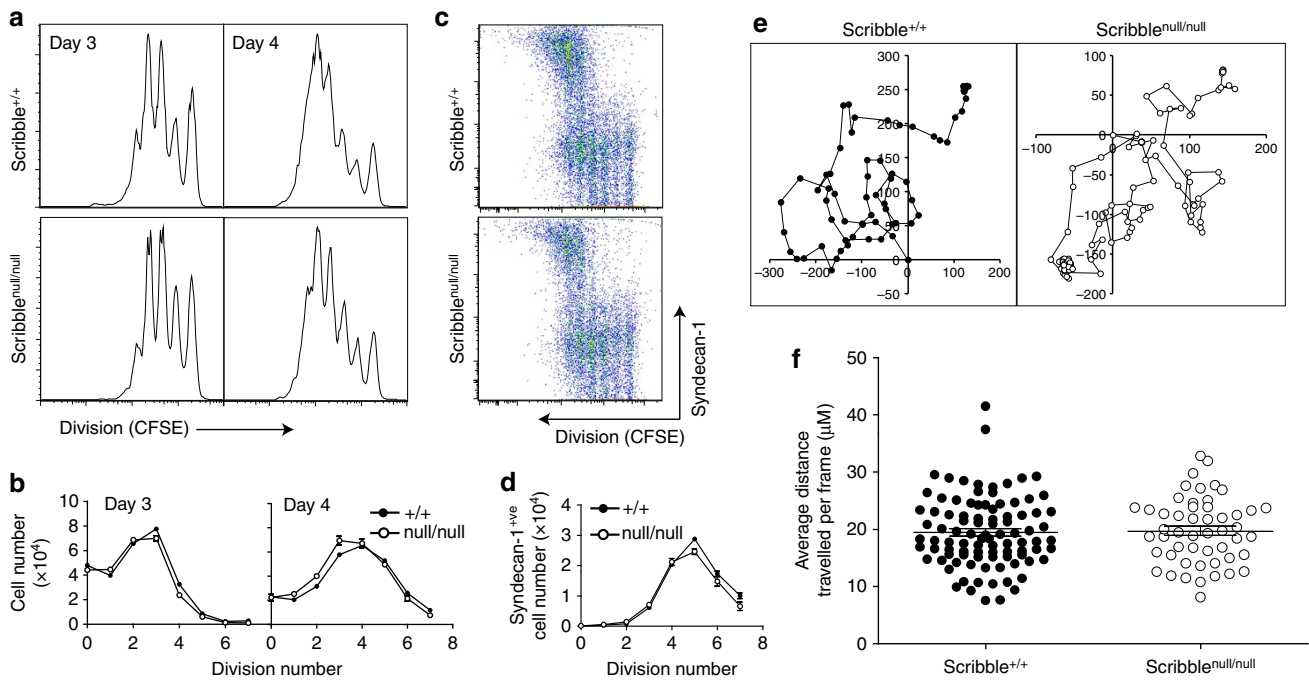 a
Day 3
Day 4
Scribble+/+
Scribblenull/null
Division (CFSE)
b
Day 3
Day 4
+/+
null/null
Cell number
(×10⁴)
10
8
6
4
2
0
0 2 4 6 0 2 4 6 8
Division number
c
Scribble+/+
Scribblenull/null
Syndecan-1
Division (CFSE)
d
+/+
null/null
Syndecan-1+ve
cell number (×10⁴)
4
3
2
1
0
0 2 4 6 8
Division number
e
Scribble+/+
Scribblenull/null
300
250
200
150
100
50
0
−50
−300 −200 −100 0 100 200
100
50
0
−50
−100
−150
−200
−100 0 100 200
f
Average distance
travelled per frame (µM)
50
40
30
20
10
0
Scribble+/+
Scribblenull/null